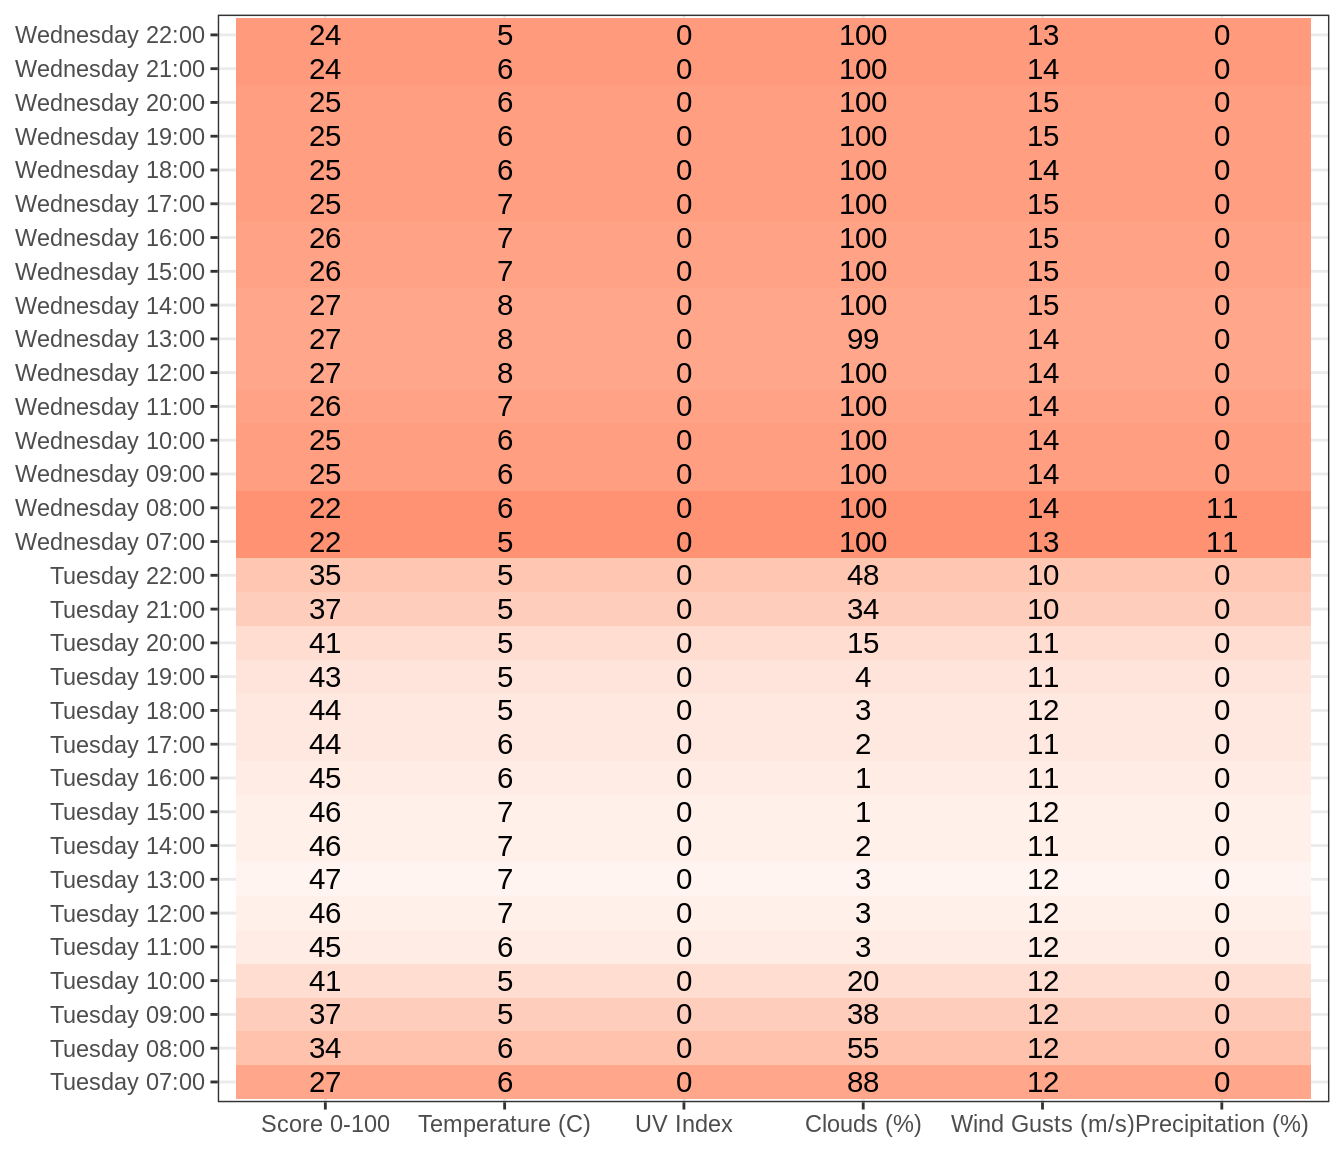 Wednesday 22:00 24 5 0 100 13 0
Wednesday 21:00 24 6 0 100 14 0
Wednesday 20:00 25 6 0 100 15 0
Wednesday 19:00 25 6 0 100 15 0
Wednesday 18:00 25 6 0 100 14 0
Wednesday 17:00 25 7 0 100 15 0
Wednesday 16:00 26 7 0 100 15 0
Wednesday 15:00 26 7 0 100 15 0
Wednesday 14:00 27 8 0 100 15 0
Wednesday 13:00 27 8 0 99 14 0
Wednesday 12:00 27 8 0 100 14 0
Wednesday 11:00 26 7 0 100 14 0
Wednesday 10:00 25 6 0 100 14 0
Wednesday 09:00 25 6 0 100 14 0
Wednesday 08:00 22 6 0 100 14 11
Wednesday 07:00 22 5 0 100 13 11
Tuesday 22:00 35 5 0 48 10 0
Tuesday 21:00 37 5 0 34 10 0
Tuesday 20:00 41 5 0 15 11 0
Tuesday 19:00 43 5 0 4 11 0
Tuesday 18:00 44 5 0 3 12 0
Tuesday 17:00 44 6 0 2 11 0
Tuesday 16:00 45 6 0 1 11 0
Tuesday 15:00 46 7 0 1 12 0
Tuesday 14:00 46 7 0 2 11 0
Tuesday 13:00 47 7 0 3 12 0
Tuesday 12:00 46 7 0 3 12 0
Tuesday 11:00 45 6 0 3 12 0
Tuesday 10:00 41 5 0 20 12 0
Tuesday 09:00 37 5 0 38 12 0
Tuesday 08:00 34 6 0 55 12 0
Tuesday 07:00 27 6 0 88 12 0
Score 0-100 Temperature (C) UV Index Clouds (%) Wind Gusts (m/s) Precipitation (%)